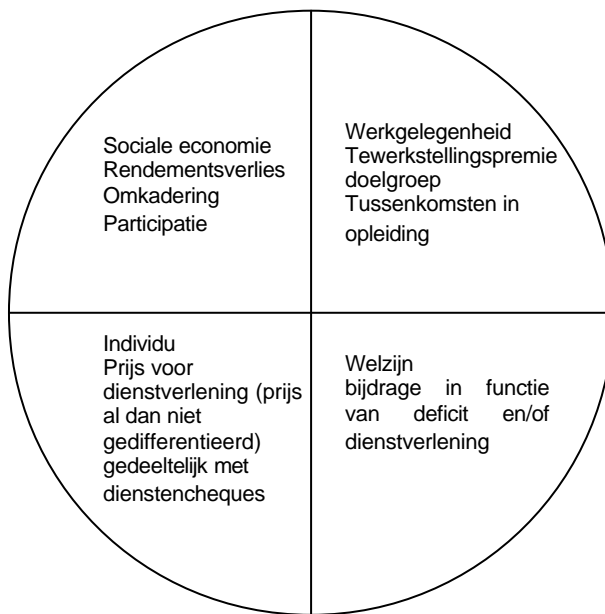 Sociale economie
Rendementsverlies
Omkadering
Participatie
Werkgelegenheid
Tewerkstellingspremie
doelgroep
Tussenkomsten in
opleiding
Individu
Prijs voor
dienstverlening (prijs
al dan niet
gedifferentieerd)
gedeeltelijk met
dienstencheques
Welzijn
bijdrage in functie
van deficit en/of
dienstverlening